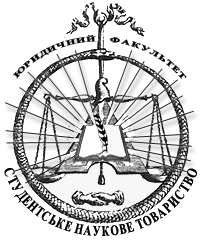 ЮРИДИЧНИЙ ФАКУЛЬТЕТ
СТУДЕНТСЬКЕ НАУКОВЕ ТОВАРИСТВО